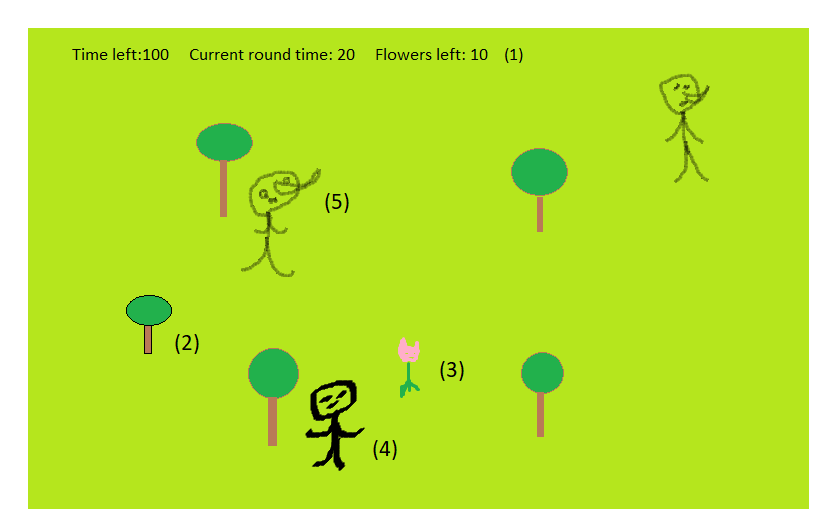 Time left:100 Current round time: 20 Flowers left: 10 (1)
(5)
(2)
(3)
(4)